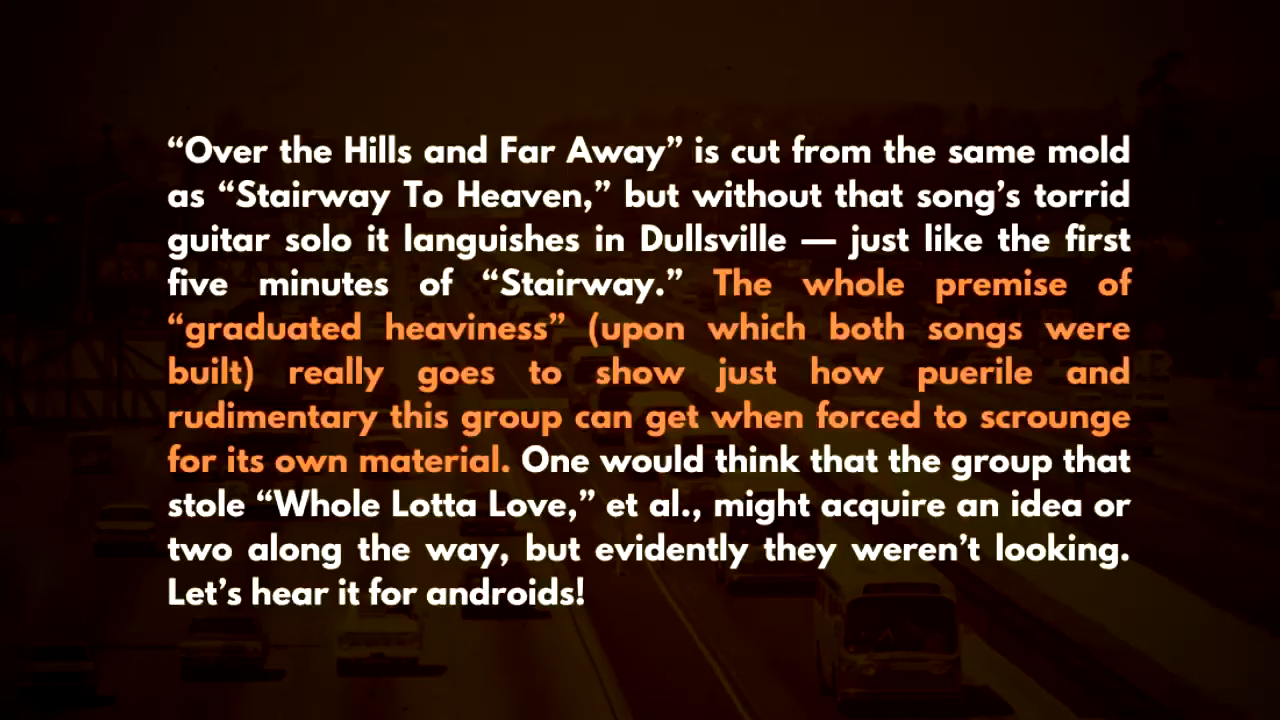 “Over the Hills and Far Away” is cut from the same mold
as “Stairway To Heaven,” but without that song’s torrid
guitar solo it languishes in Dullsville — just like the first
five minutes of “Stairway.” The whole premise of
“graduated heaviness” (upon which both songs were
built) really goes to show just how puerile and
rudimentary this group can get when forced to scrounge
for its own material. One would think that the group that
stole “Whole Lotta Love,” et al., might acquire an idea or
two along the way, but evidently they weren’t looking.
Let’s hear it for androids!